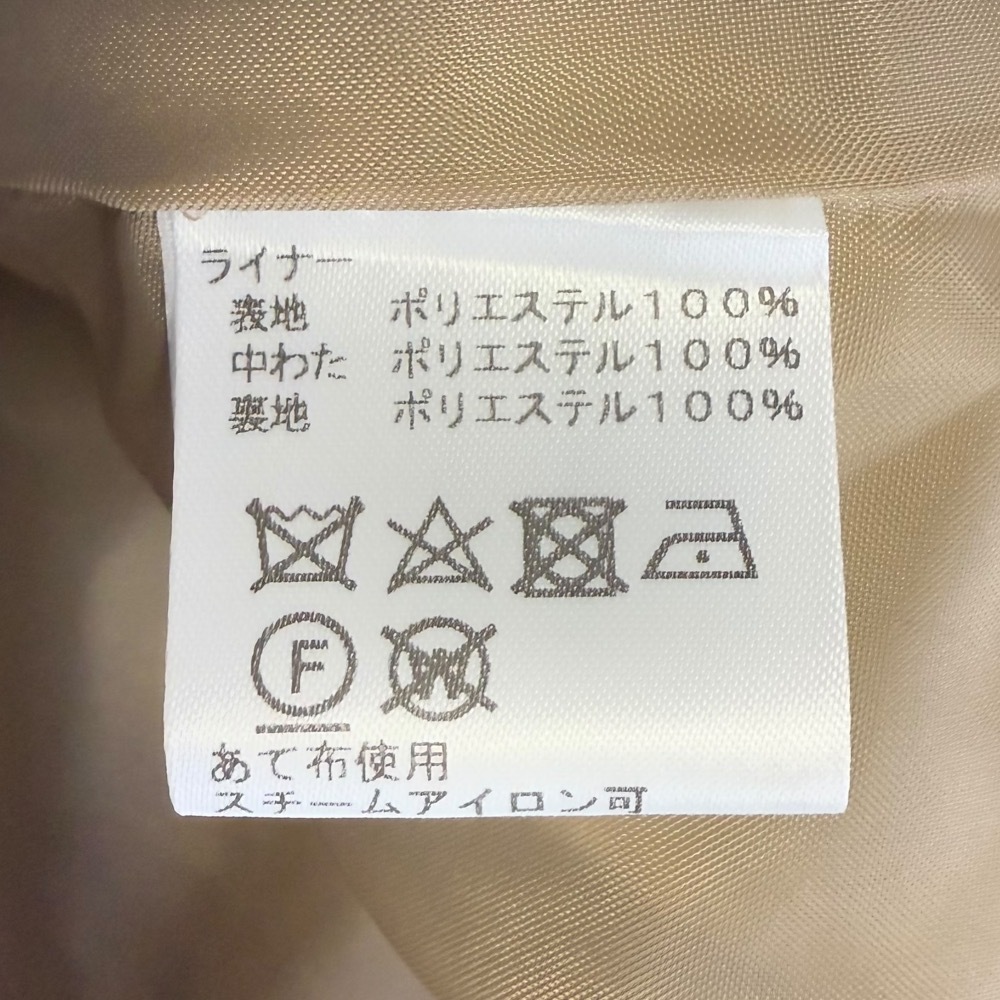 ライナー
表地 ポリエステル１００％
中わた ポリエステル１００％
裏地 ポリエステル１００％
F
W
あて布使用
スチームアイロン可